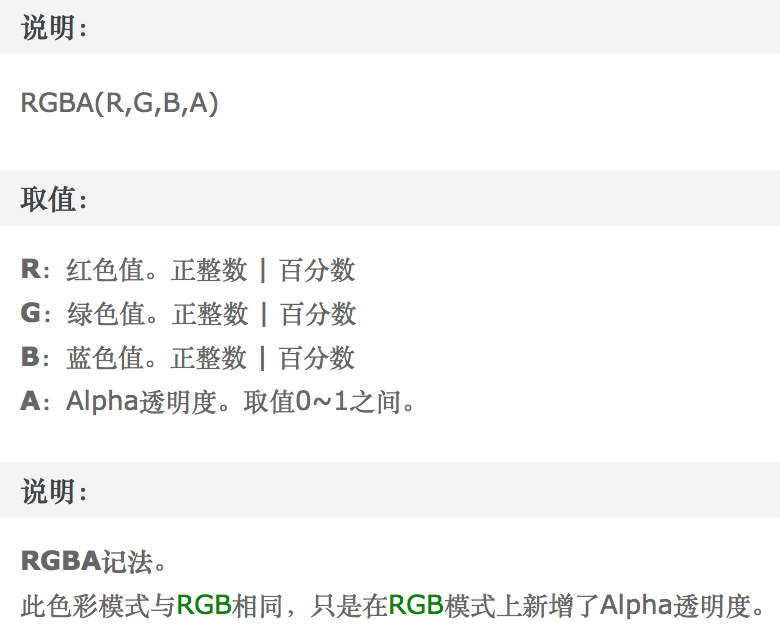 说明：
RGBA(R,G,B,A)
取值：
R：红色值。正整数 | 百分数
G：绿色值。正整数 | 百分数
B：蓝色值。正整数 | 百分数
A：Alpha透明度。取值0~1之间。
说明：
RGBA记法。
此色彩模式与RGB相同，只是在RGB模式上新增了Alpha透明度。